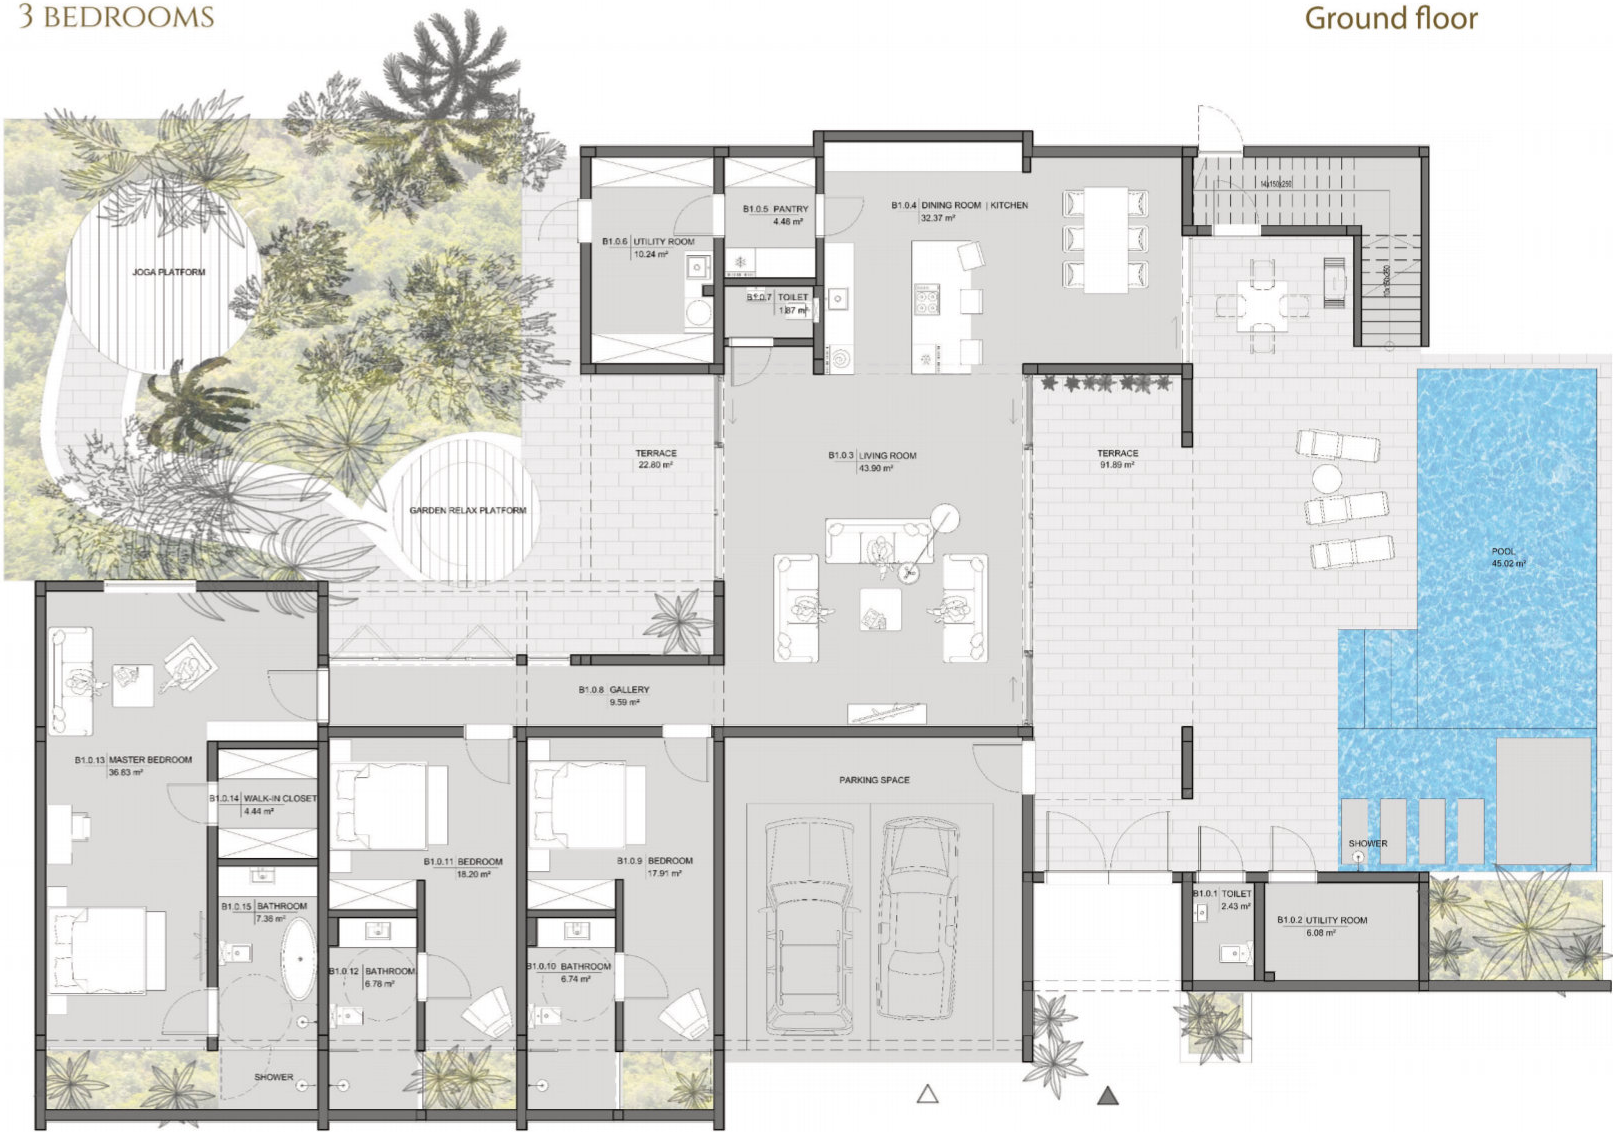 3 BEDROOMS
Ground floor
14x150x250
B1.0.5 PANTRY
4.46 m²
B1.0.4 DINING ROOM | KITCHEN
32.37 m²
B1.0.6 UTILITY ROOM
10.24 m²
JOGA PLATFORM
B1.0.7 TOILET
1.87 m²
TERRACE
22.80 m²
B1.0.3 LIVING ROOM
43.90 m²
TERRACE
91.89 m²
GARDEN RELAX PLATFORM
POOL
45.02 m²
B1.0.8 GALLERY
9.59 m²
B1.0.13 MASTER BEDROOM
36.63 m²
PARKING SPACE
B1.0.14 WALK-IN CLOSET
4.44 m²
SHOWER
B1.0.11 BEDROOM
18.20 m²
B1.0.9 BEDROOM
17.91 m²
B1.0.1 TOILET
2.43 m²
B1.0.15 BATHROOM
7.36 m²
B1.0.2 UTILITY ROOM
6.08 m²
B1.0.12 BATHROOM
6.78 m²
B1.0.10 BATHROOM
6.74 m²
SHOWER